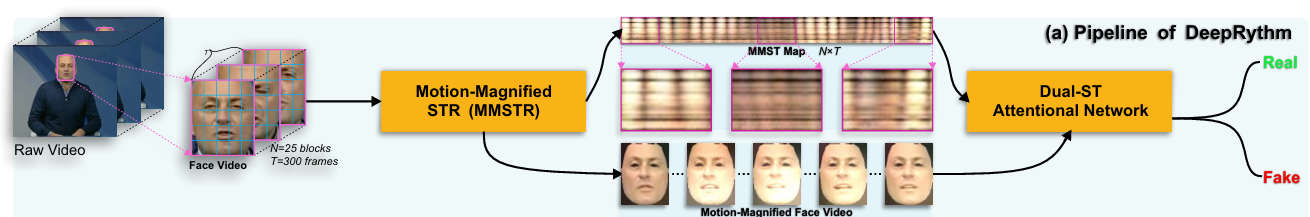 (a) Pipeline of DeepRythm
Raw Video
T
Face Video
N=25 blocks
T=300 frames
Motion-Magnified
STR (MMSTR)
MMST Map N×T
Motion-Magnified Face Video
Dual-ST
Attentional Network
Real
Fake